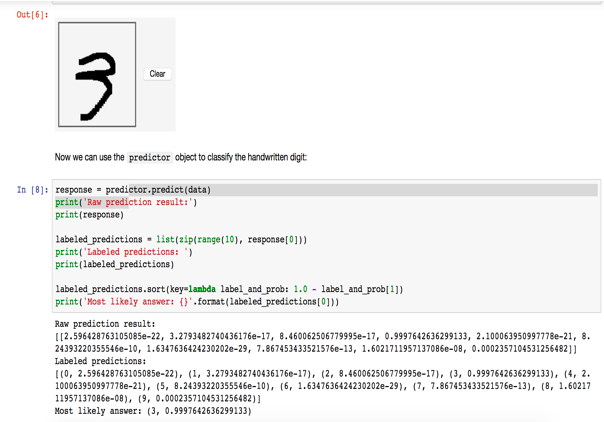 Out[6]:
3
Clear
Now we can use the predictor object to classify the handwritten digit:
In [8]:
response = predictor.predict(data)
print('Raw prediction result:')
print(response)
labeled_predictions = list(zip(range(10), response[0]))
print('Labeled predictions: ')
print(labeled_predictions)
labeled_predictions.sort(key=lambda label_and_prob: 1.0 - label_and_prob[1])
print('Most likely answer: {}'.format(labeled_predictions[0]))
Raw prediction result:
[[2.596428763105085e-22, 3.2793482740436176e-17, 8.460062506779995e-17, 0.9997642636299133, 2.100063950997778e-21, 8.
24393220355546e-10, 1.6347636424230202e-29, 7.867453433521576e-13, 1.6021711957137086e-08, 0.0002357104531256482]]
Labeled predictions:
[(0, 2.596428763105085e-22), (1, 3.2793482740436176e-17), (2, 8.460062506779995e-17), (3, 0.9997642636299133), (4, 2.
100063950997778e-21), (5, 8.24393220355546e-10), (6, 1.6347636424230202e-29), (7, 7.867453433521576e-13), (8, 1.60217
11957137086e-08), (9, 0.0002357104531256482)]
Most likely answer: (3, 0.9997642636299133)